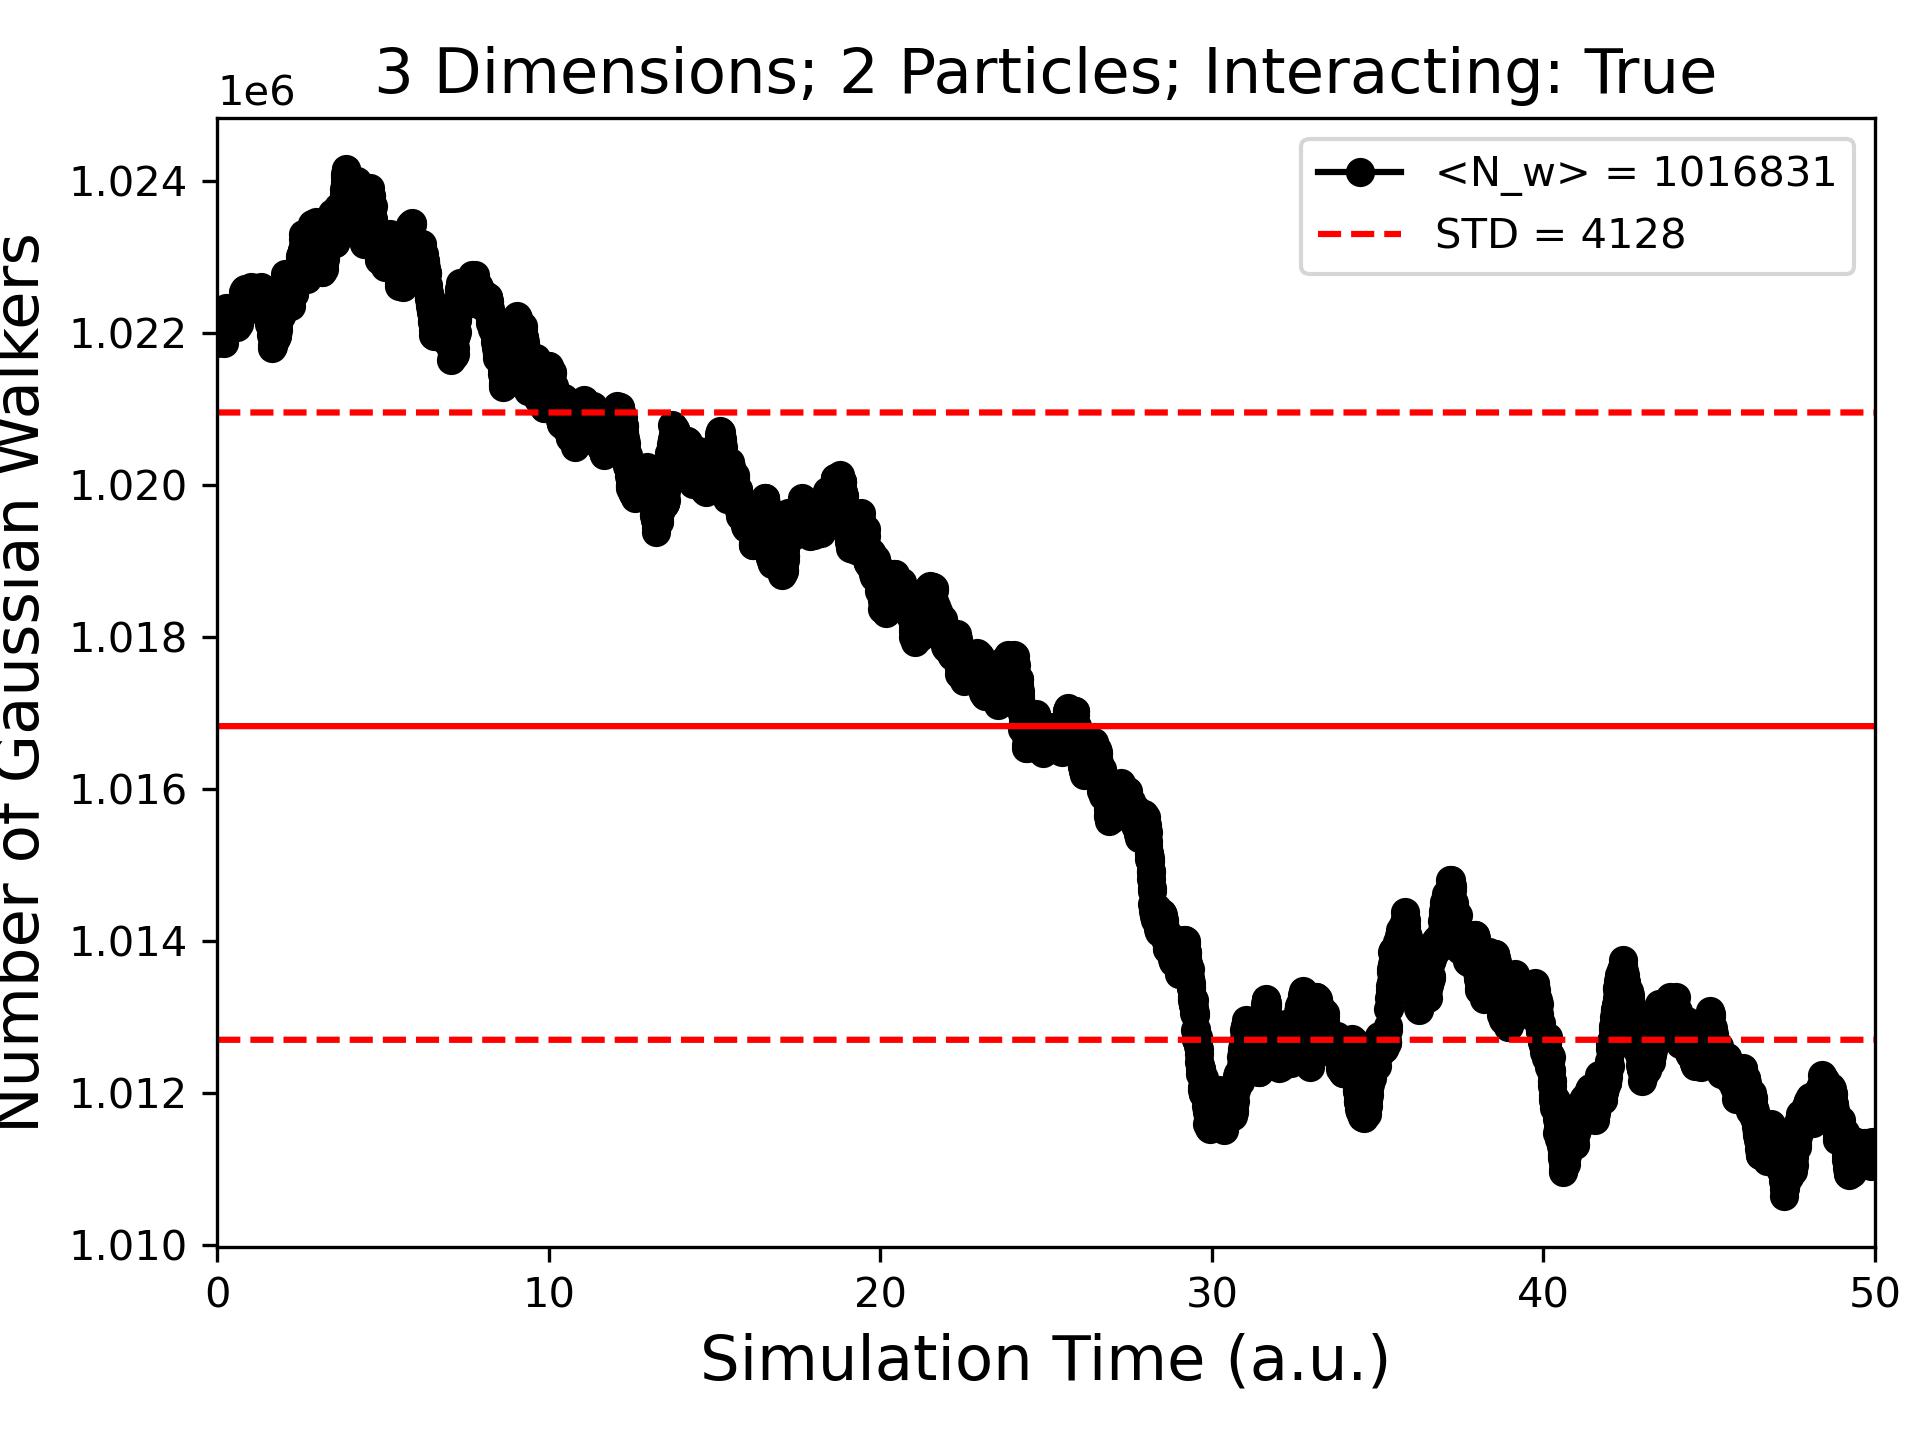 3 Dimensions; 2 Particles; Interacting: True
1e6
<N_w> = 1016831
STD = 4128
1.024
1.022
1.020
1.018
1.016
1.014
1.012
1.010
Number of Gaussian Walkers
0 10 20 30 40 50
Simulation Time (a.u.)